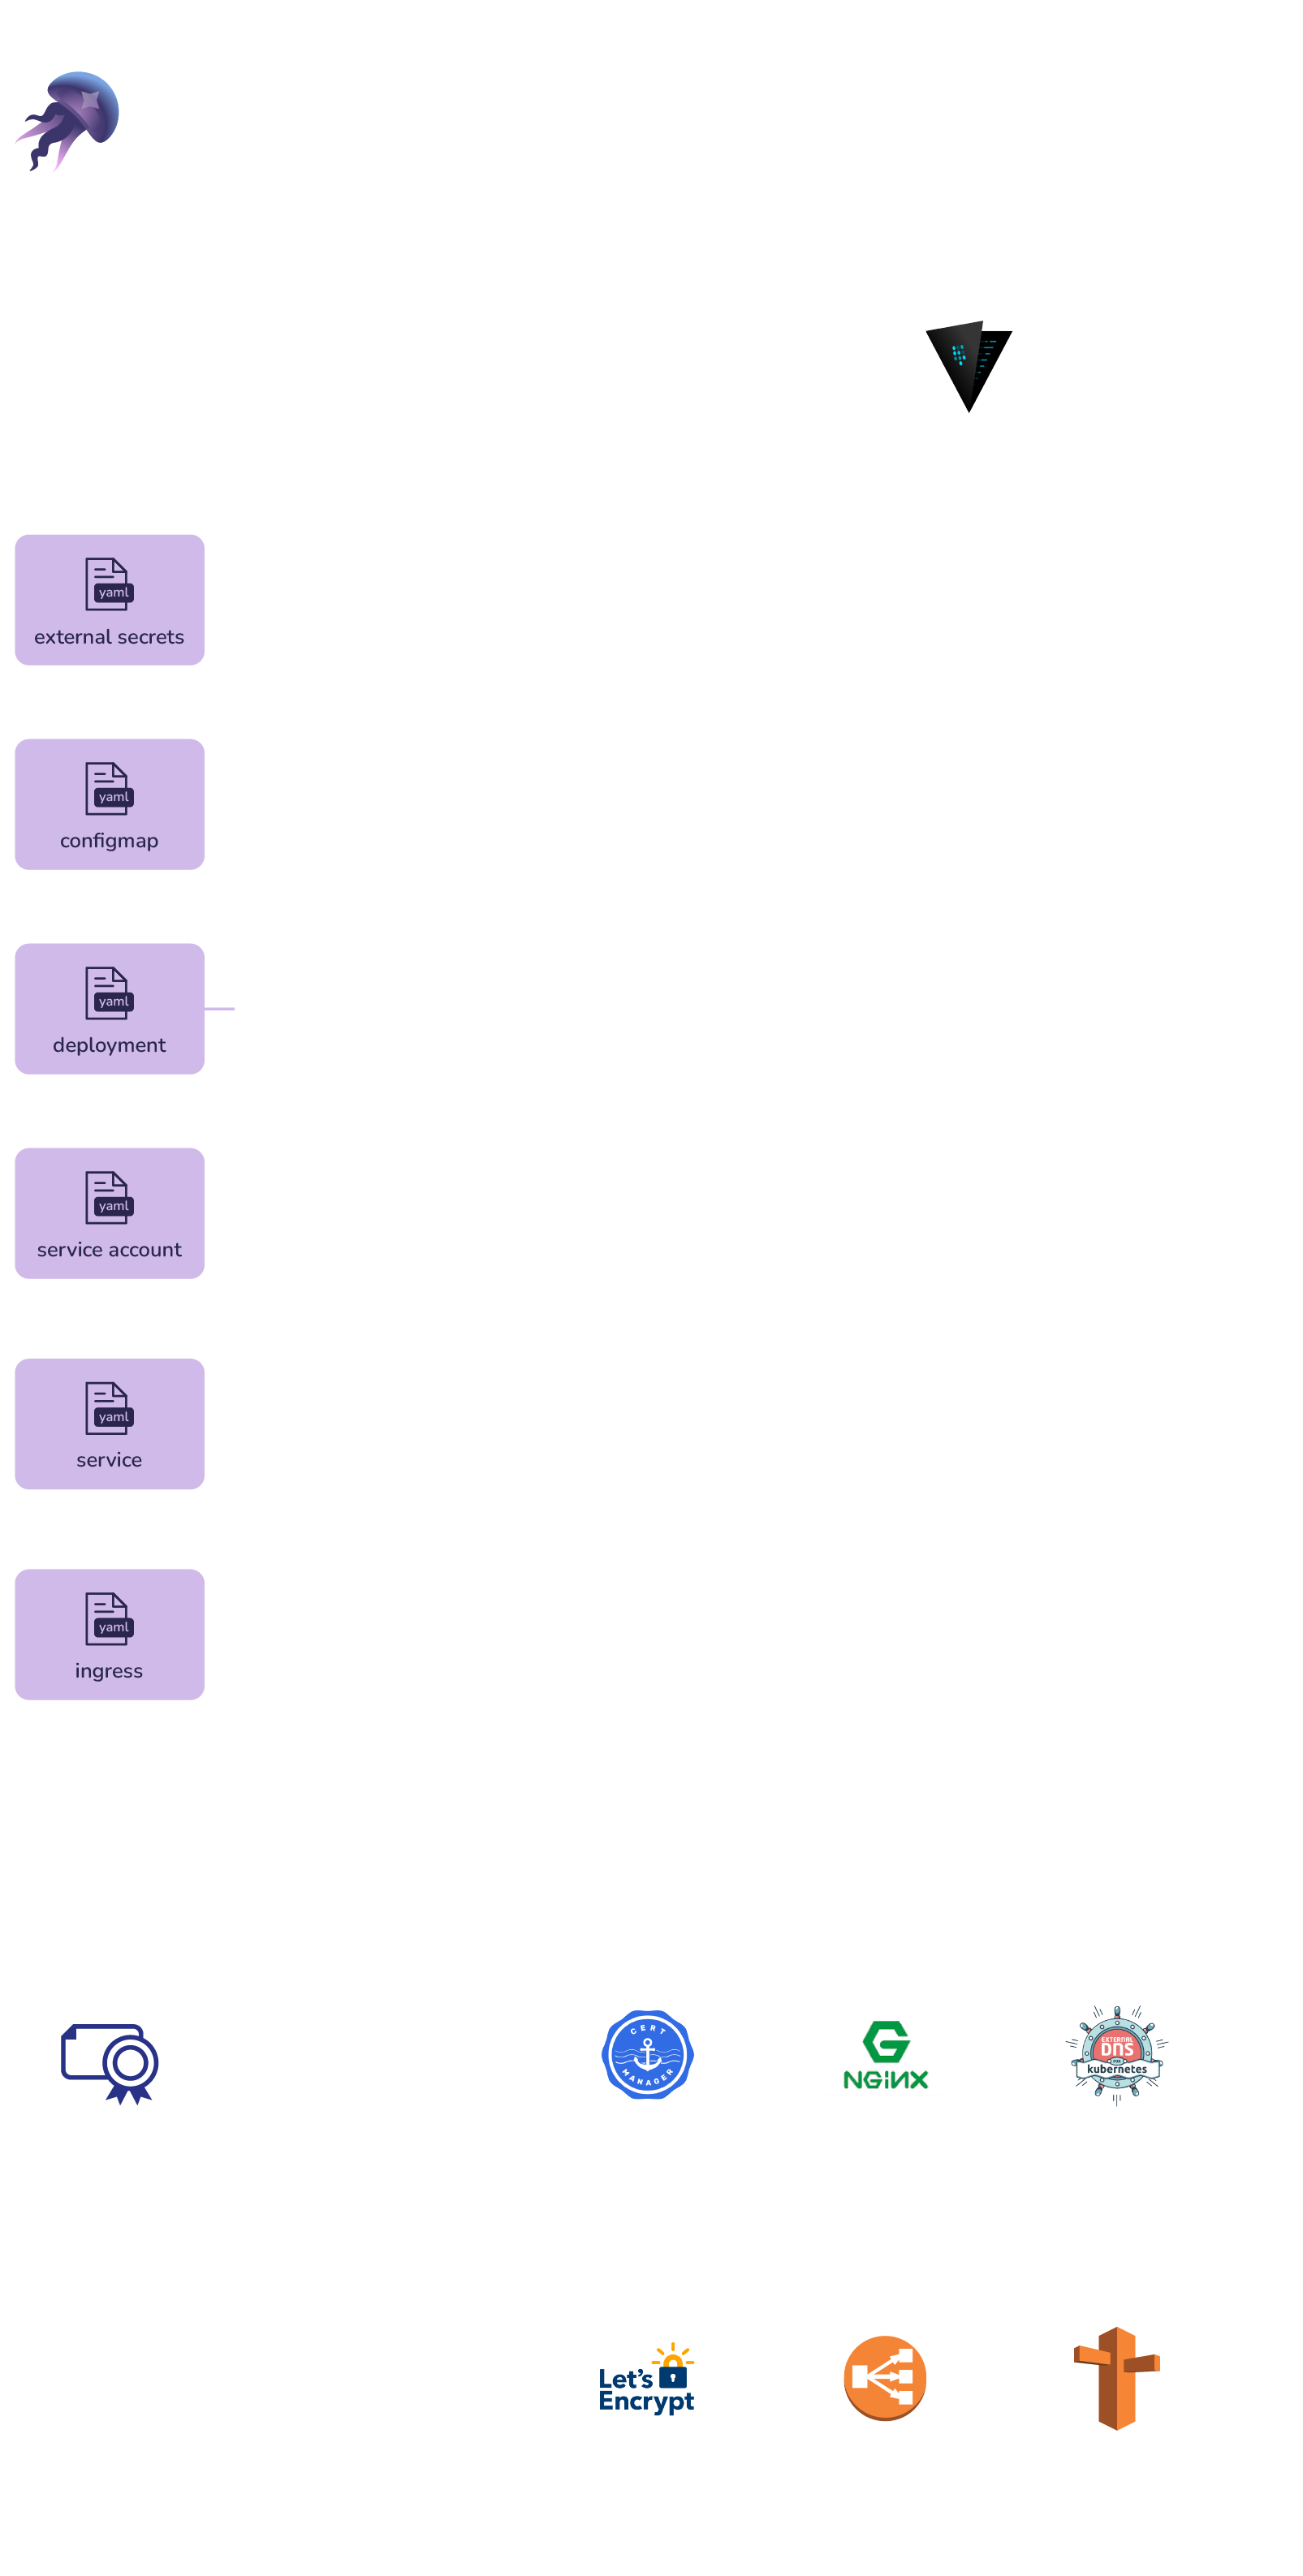 yaml
external secrets
yaml
configmap
yaml
deployment
yaml
service account
yaml
service
yaml
ingress
CERT
MANAGER
NGiNX
EXTERNAL
DNS
FOR
kubernetes
Let's
Encrypt